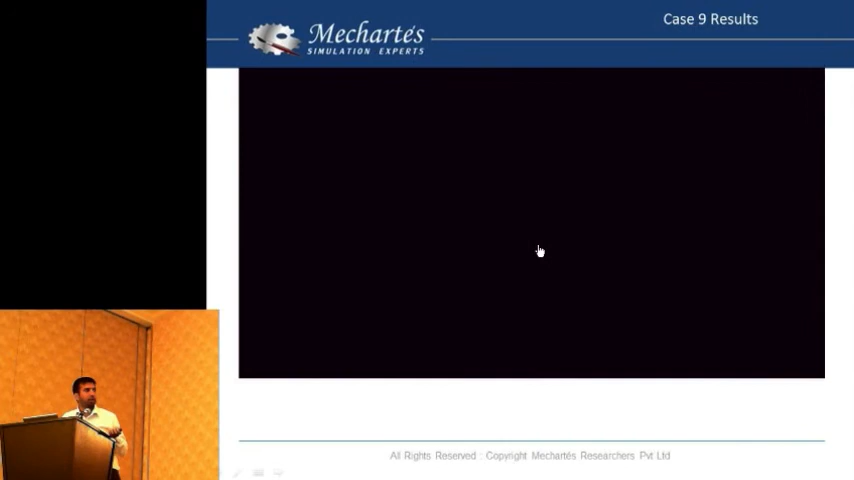 Case 9 Results
Mechartés
SIMULATION EXPERTS
All Rights Reserved : Copyright Mechartés Researchers Pvt Ltd